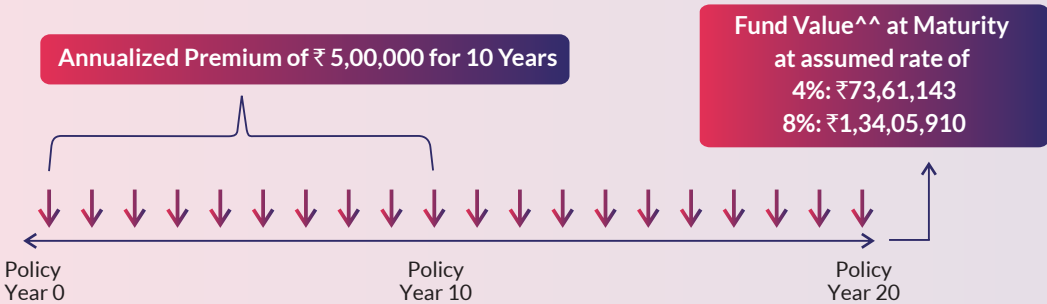 Annualized Premium of ₹ 5,00,000 for 10 Years
Fund Value^^ at Maturity
at assumed rate of
4%: ₹73,61,143
8%: ₹1,34,05,910
Policy
Year 0
Policy
Year 10
Policy
Year 20